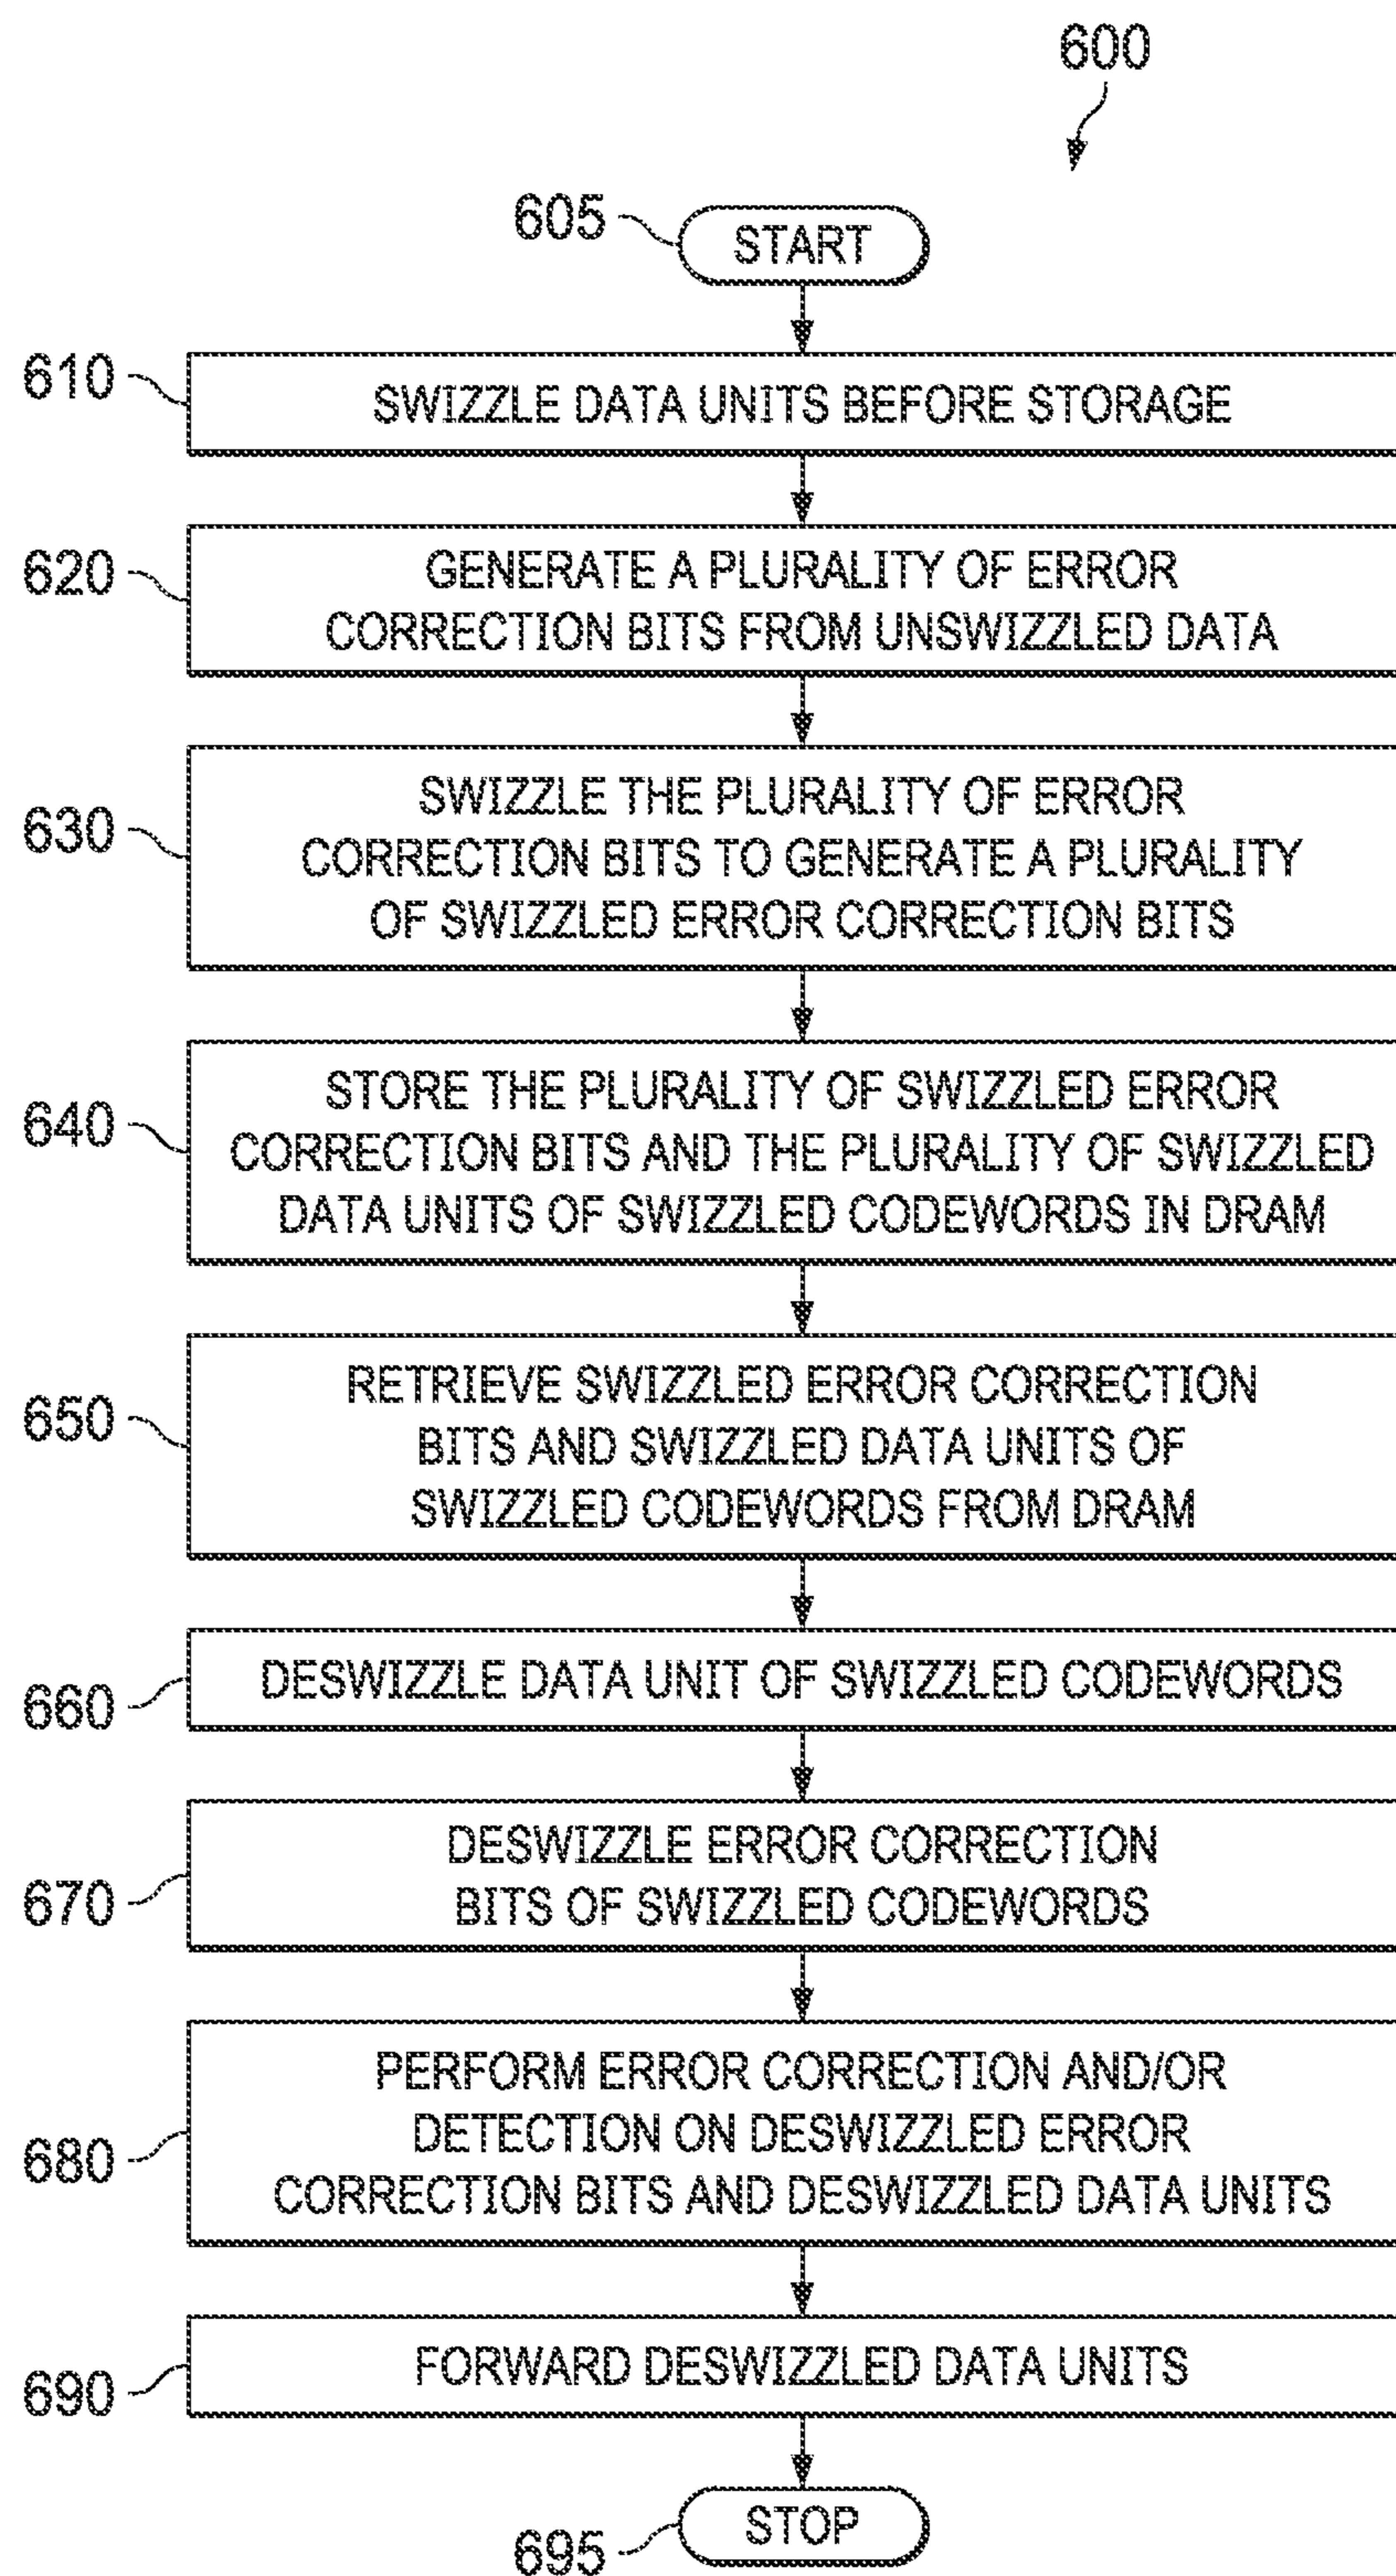 600
605
START
610
SWIZZLE DATA UNITS BEFORE STORAGE
620
GENERATE A PLURALITY OF ERROR
CORRECTION BITS FROM UNSWIZZLED DATA
630
SWIZZLE THE PLURALITY OF ERROR
CORRECTION BITS TO GENERATE A PLURALITY
OF SWIZZLED ERROR CORRECTION BITS
640
STORE THE PLURALITY OF SWIZZLED ERROR
CORRECTION BITS AND THE PLURALITY OF SWIZZLED
DATA UNITS OF SWIZZLED CODEWORDS IN DRAM
650
RETRIEVE SWIZZLED ERROR CORRECTION
BITS AND SWIZZLED DATA UNITS OF
SWIZZLED CODEWORDS FROM DRAM
660
DESWIZZLE DATA UNIT OF SWIZZLED CODEWORDS
670
DESWIZZLE ERROR CORRECTION
BITS OF SWIZZLED CODEWORDS
680
PERFORM ERROR CORRECTION AND/OR
DETECTION ON DESWIZZLED ERROR
CORRECTION BITS AND DESWIZZLED DATA UNITS
690
FORWARD DESWIZZLED DATA UNITS
695
STOP